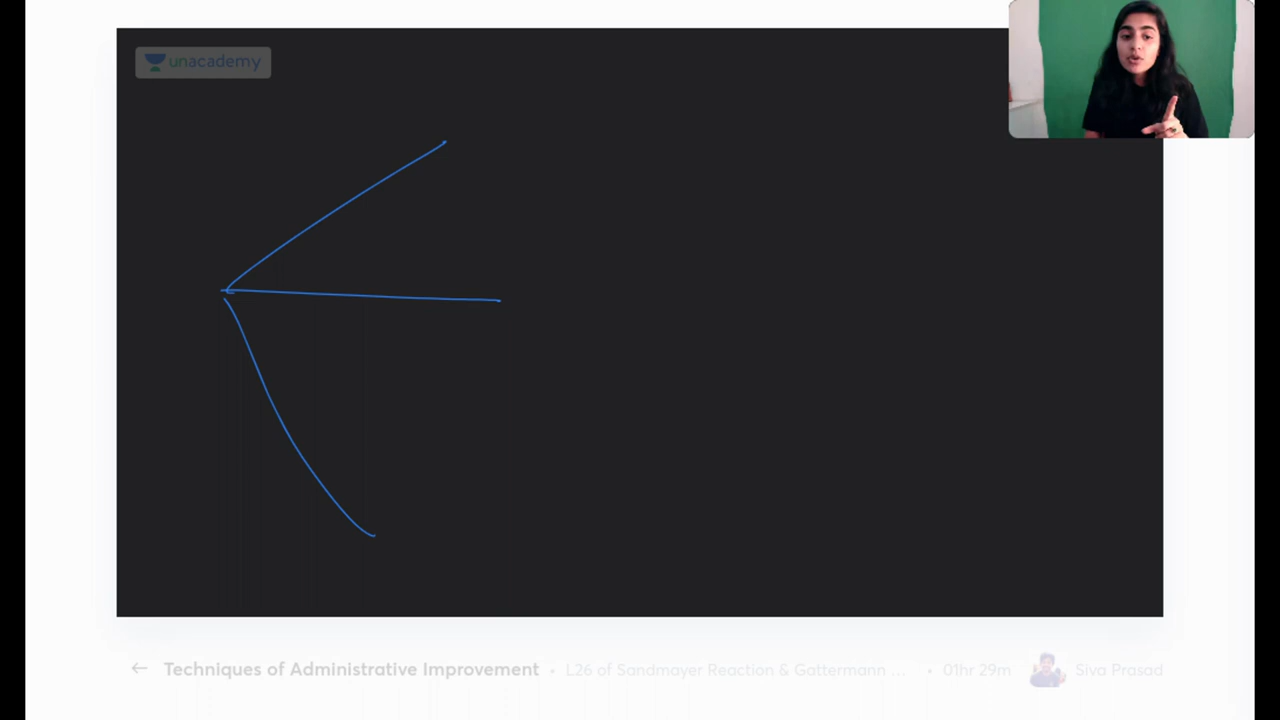 unacademy
← Techniques of Administrative Improvement • L26 of Sandmayer Reaction & Gattermann ... • 01hr 29m Siva Prasad